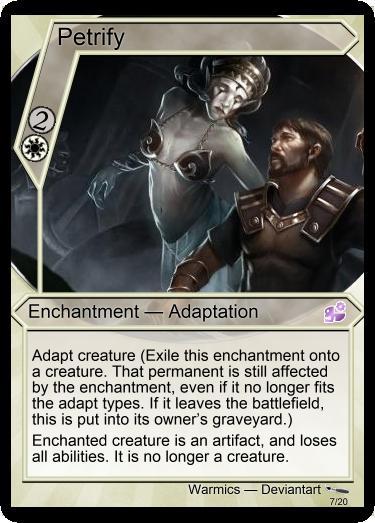 Petrify
2
Enchantment — Adaptation
Adapt creature (Exile this enchantment onto
a creature. That permanent is still affected
by the enchantment, even if it no longer fits
the adapt types. If it leaves the battlefield,
this is put into its owner's graveyard.)
Enchanted creature is an artifact, and loses
all abilities. It is no longer a creature.
Warmics — Deviantart
7/20